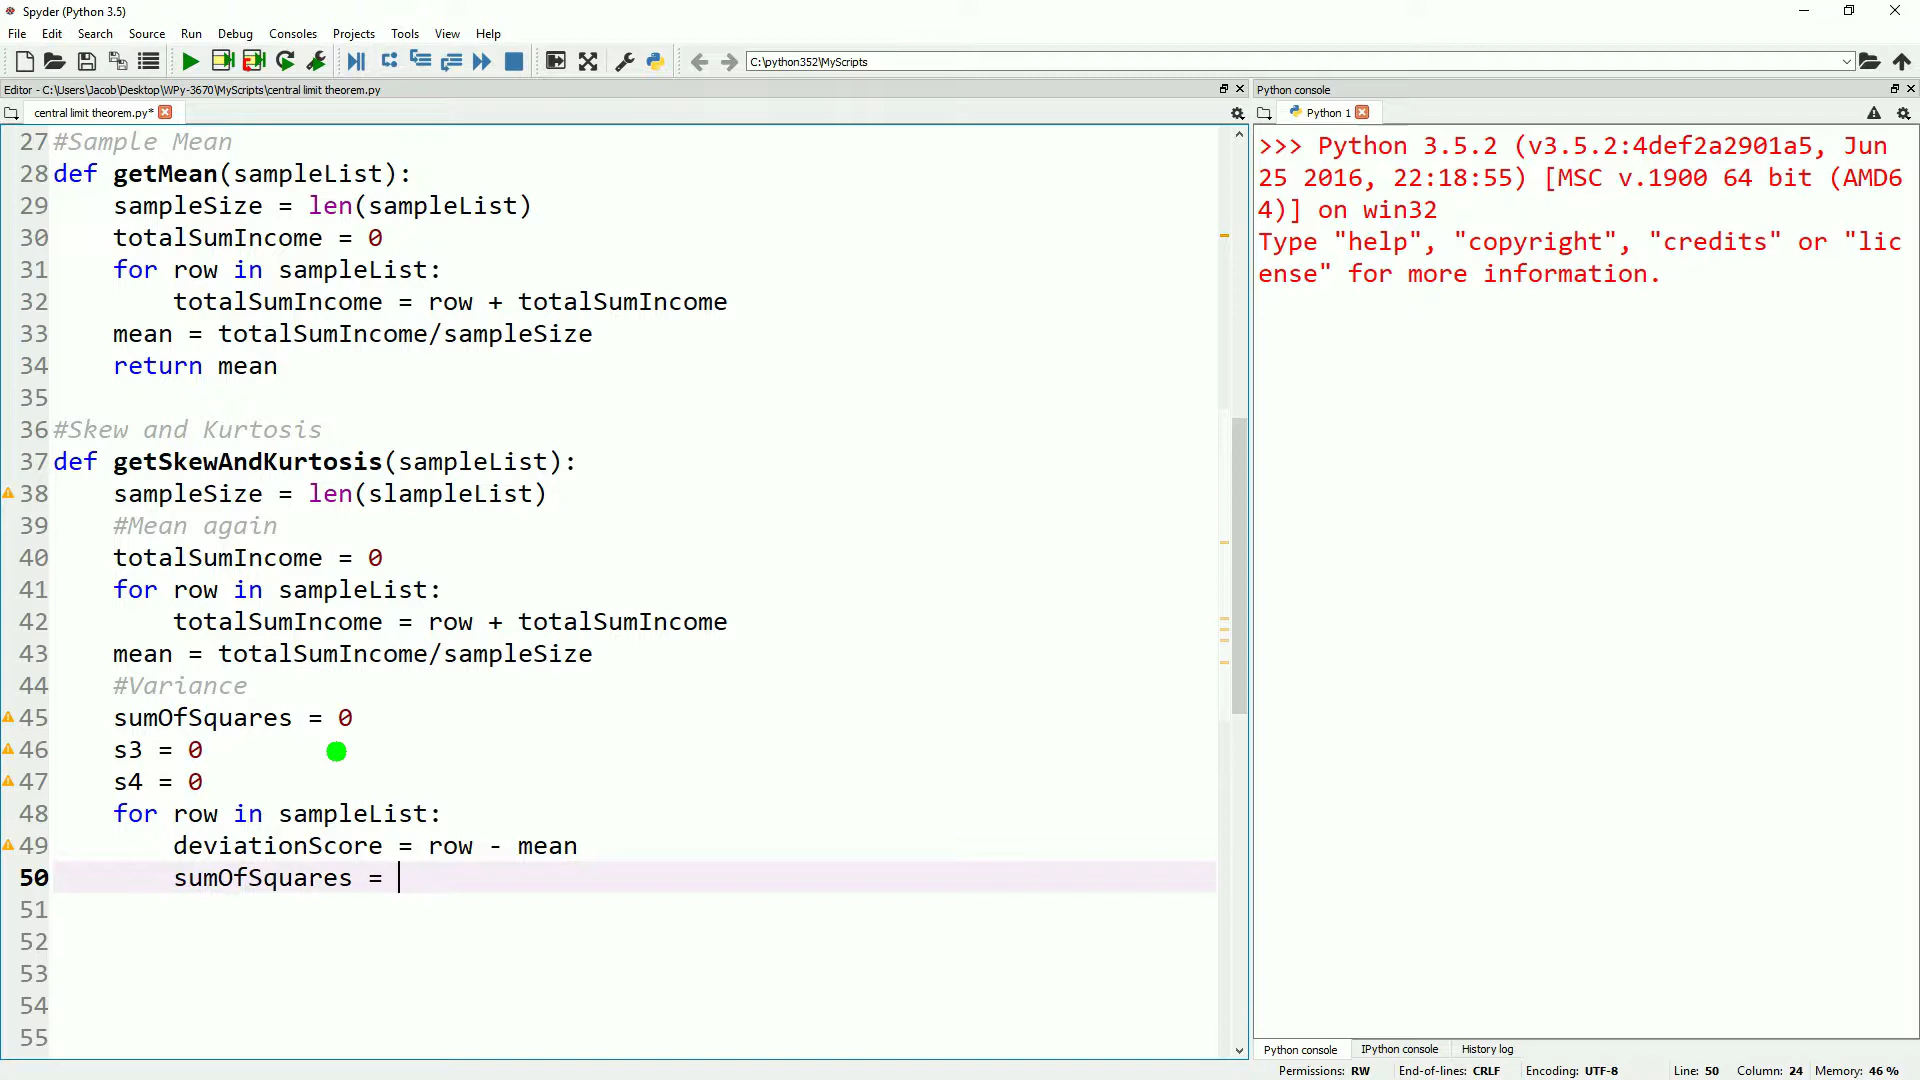 Spyder (Python 3.5)
File Edit Search Source Run Debug Consoles Projects Tools View Help
C:\python352\MyScripts
Editor - C:\Users\Jacob\Desktop\WPy-3670\MyScripts\central limit theorem.py
central limit theorem.py*
27 #Sample Mean
28 def getMean(sampleList):
29     sampleSize = len(sampleList)
30     totalSumIncome = 0
31     for row in sampleList:
32         totalSumIncome = row + totalSumIncome
33     mean = totalSumIncome/sampleSize
34     return mean
35
36 #Skew and Kurtosis
37 def getSkewAndKurtosis(sampleList):
38     sampleSize = len(slampleList)
39     #Mean again
40     totalSumIncome = 0
41     for row in sampleList:
42         totalSumIncome = row + totalSumIncome
43     mean = totalSumIncome/sampleSize
44     #Variance
45     sumOfSquares = 0
46     s3 = 0
47     s4 = 0
48     for row in sampleList:
49         deviationScore = row - mean
50         sumOfSquares =
51
52
53
54
55
Python console
Python 1
>>> Python 3.5.2 (v3.5.2:4def2a2901a5, Jun
25 2016, 22:18:55) [MSC v.1900 64 bit (AMD6
4)] on win32
Type "help", "copyright", "credits" or "lic
ense" for more information.
Python console IPython console History log
Permissions: RW End-of-lines: CRLF Encoding: UTF-8 Line: 50 Column: 24 Memory: 46 %